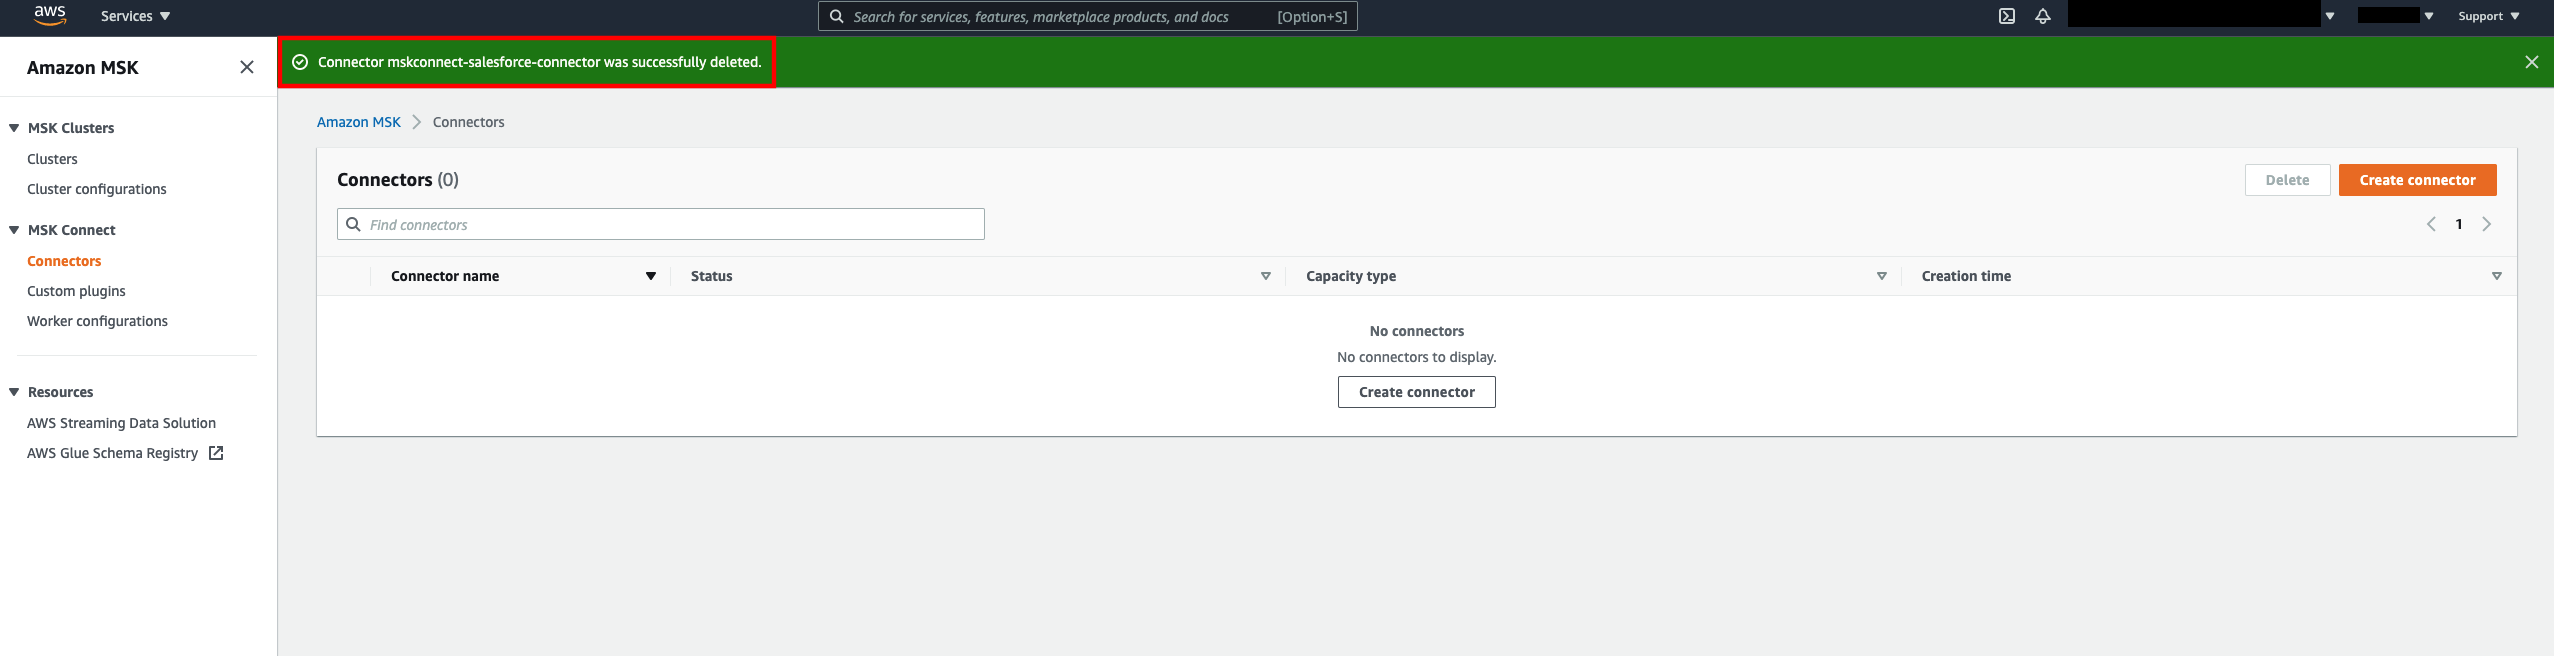 aws
Services
Search for services, features, marketplace products, and docs [Option+S]
Support
Amazon MSK
Connector mskconnect-salesforce-connector was successfully deleted.
MSK Clusters
Clusters
Cluster configurations
MSK Connect
Connectors
Custom plugins
Worker configurations
Resources
AWS Streaming Data Solution
AWS Glue Schema Registry
Amazon MSK > Connectors
Connectors (0)
Delete
Create connector
Find connectors
1
Connector name Status Capacity type Creation time
No connectors
No connectors to display.
Create connector